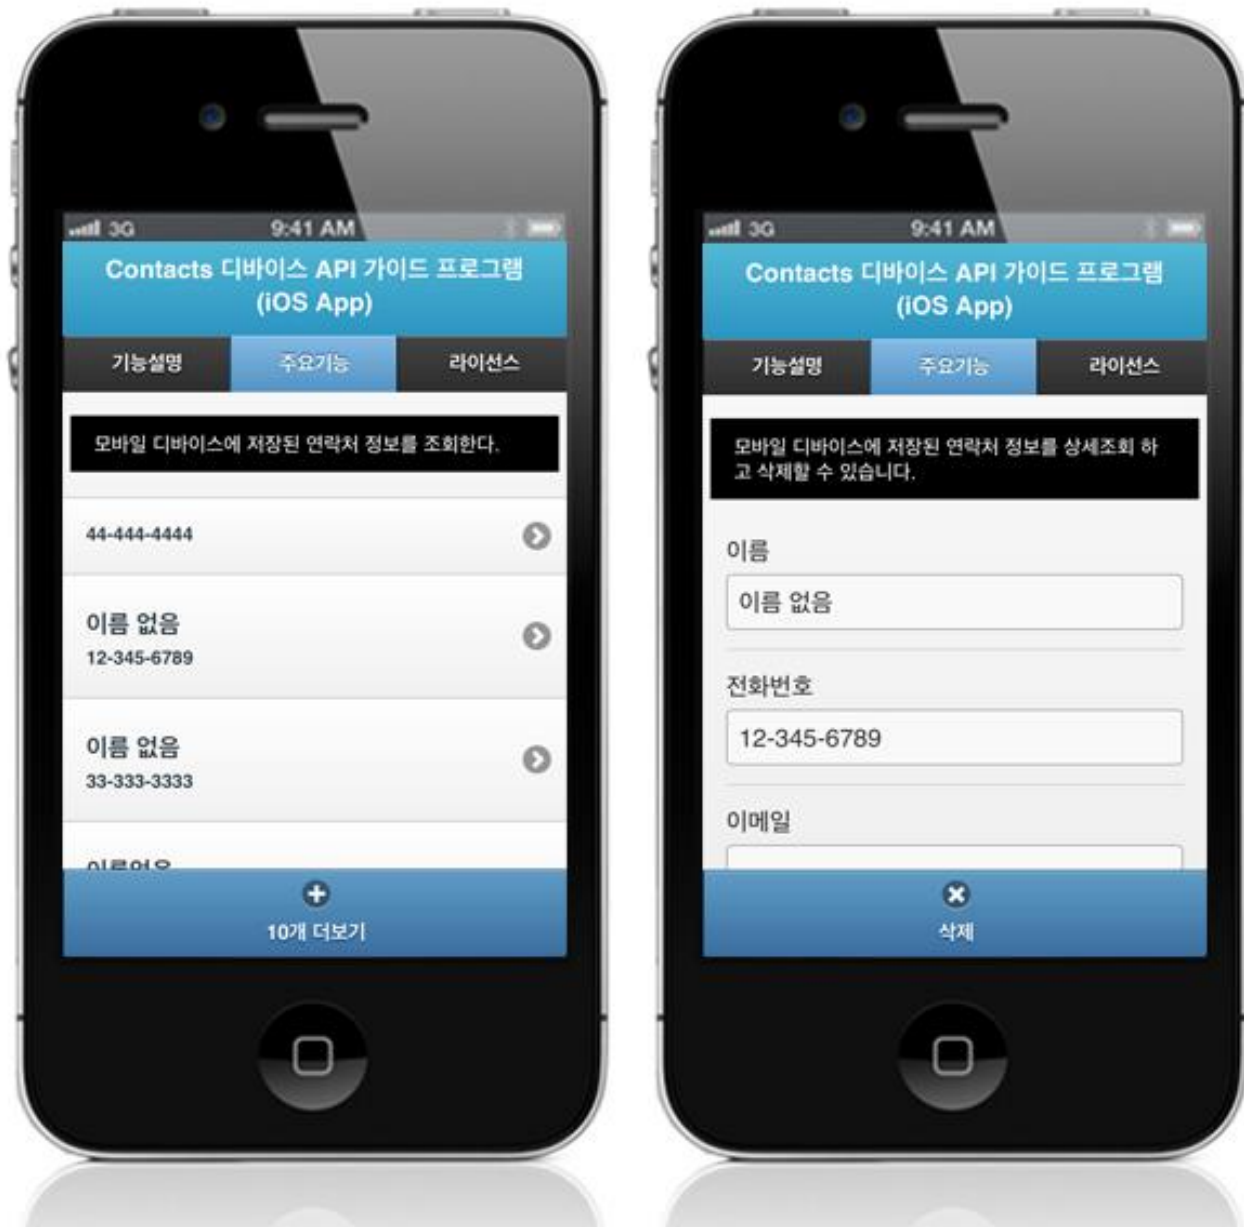 3G 9:41 AM
Contacts 디바이스 API 가이드 프로그램
(iOS App)
기능설명 주요기능 라이선스
모바일 디바이스에 저장된 연락처 정보를 조회한다.
44-444-4444
이름 없음
12-345-6789
이름 없음
33-333-3333
10개 더보기
3G 9:41 AM
Contacts 디바이스 API 가이드 프로그램
(iOS App)
기능설명 주요기능 라이선스
모바일 디바이스에 저장된 연락처 정보를 상세조회 하
고 삭제할 수 있습니다.
이름
이름 없음
전화번호
12-345-6789
이메일
삭제